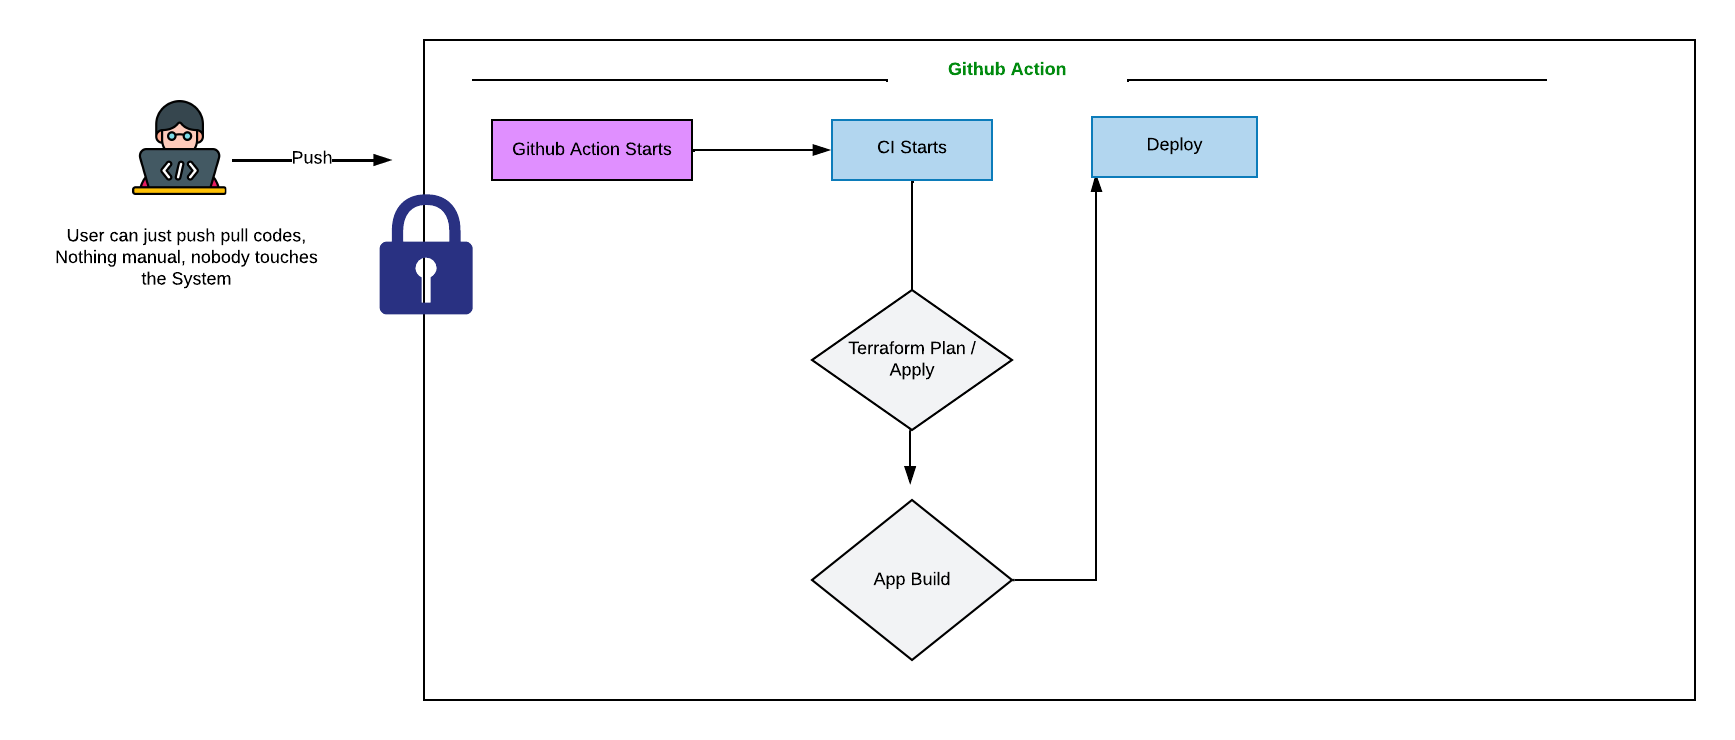 Github Action
Push
Github Action Starts
CI Starts
Deploy
User can just push pull codes,
Nothing manual, nobody touches
the System
</>
Terraform Plan /
Apply
App Build